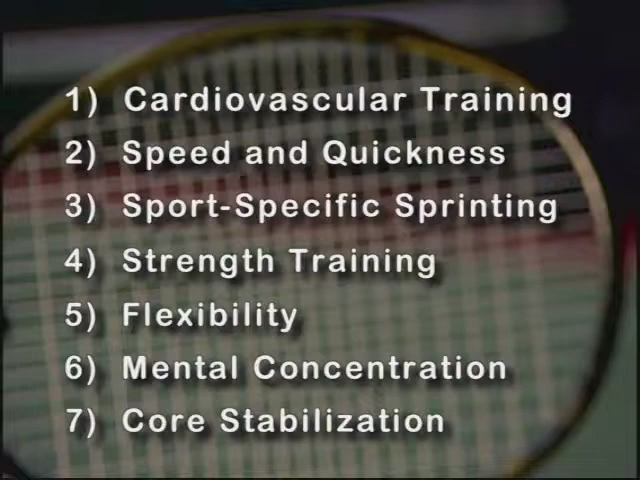 1) Cardiovascular Training
2) Speed and Quickness
3) Sport-Specific Sprinting
4) Strength Training
5) Flexibility
6) Mental Concentration
7) Core Stabilization